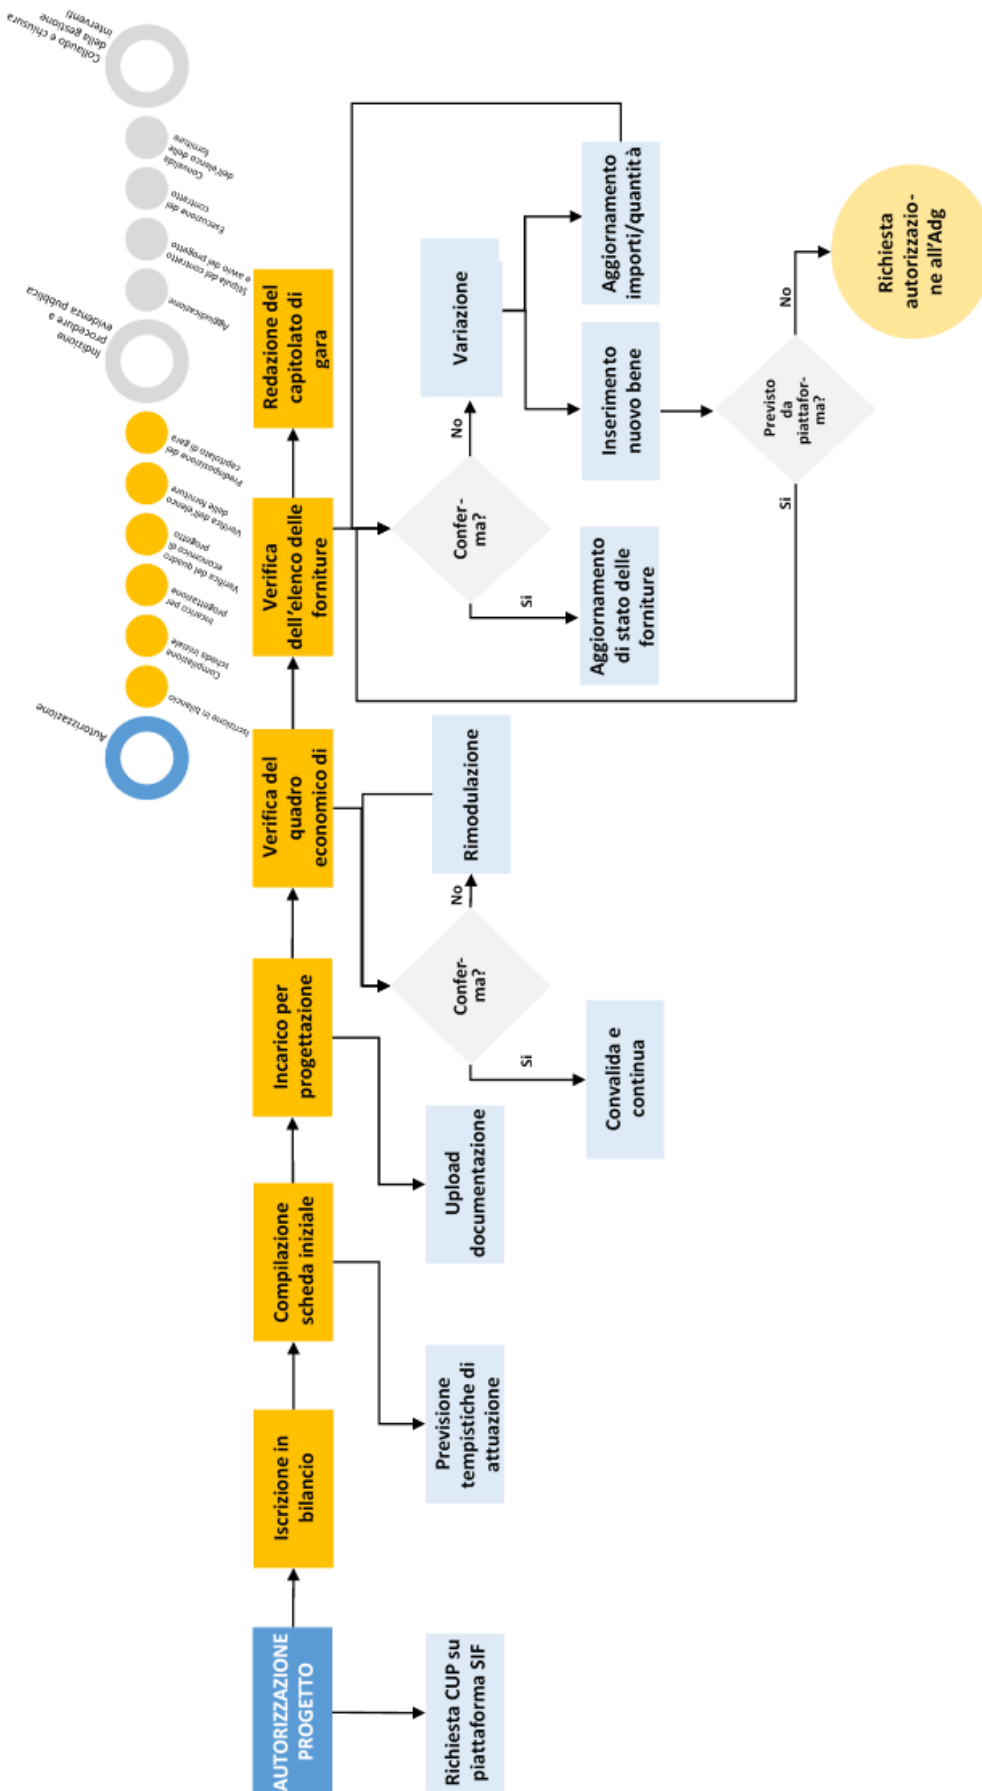 Autorizzazione
Iscrizione in bilancio
Compilazione
scheda iniziale
Incarico per
progettazione
Verifica del quadro
economico di
progetto
Verifica dell'elenco
delle forniture
Predisposizione del
capitolato di gara
Indizione
procedure a
evidenza pubblica
Aggiudicazione
Stipula del contratto
e avvio del progetto
Esecuzione del
contratto
Convalida
dell'elenco delle
forniture
Collaudo e chiusura
della gestione
interventi
AUTORIZZAZIONE
PROGETTO
Iscrizione in
bilancio
Compilazione
scheda iniziale
Incarico per
progettazione
Verifica del
quadro
economico di
Verifica
dell'elenco delle
forniture
Redazione del
capitolato di
gara
Richiesta CUP su
piattaforma SIF
Previsione
tempistiche di
attuazione
Upload
documentazione
Confer-
ma?
No
Rimodulazione
Si
Convalida e
continua
Confer-
ma?
No
Variazione
Si
Aggiornamento
di stato delle
forniture
Inserimento
nuovo bene
Aggiornamento
importi/quantità
Previsto
da
piattafor-
ma?
Si
No
Richiesta
autorizzazio-
ne all'Adg